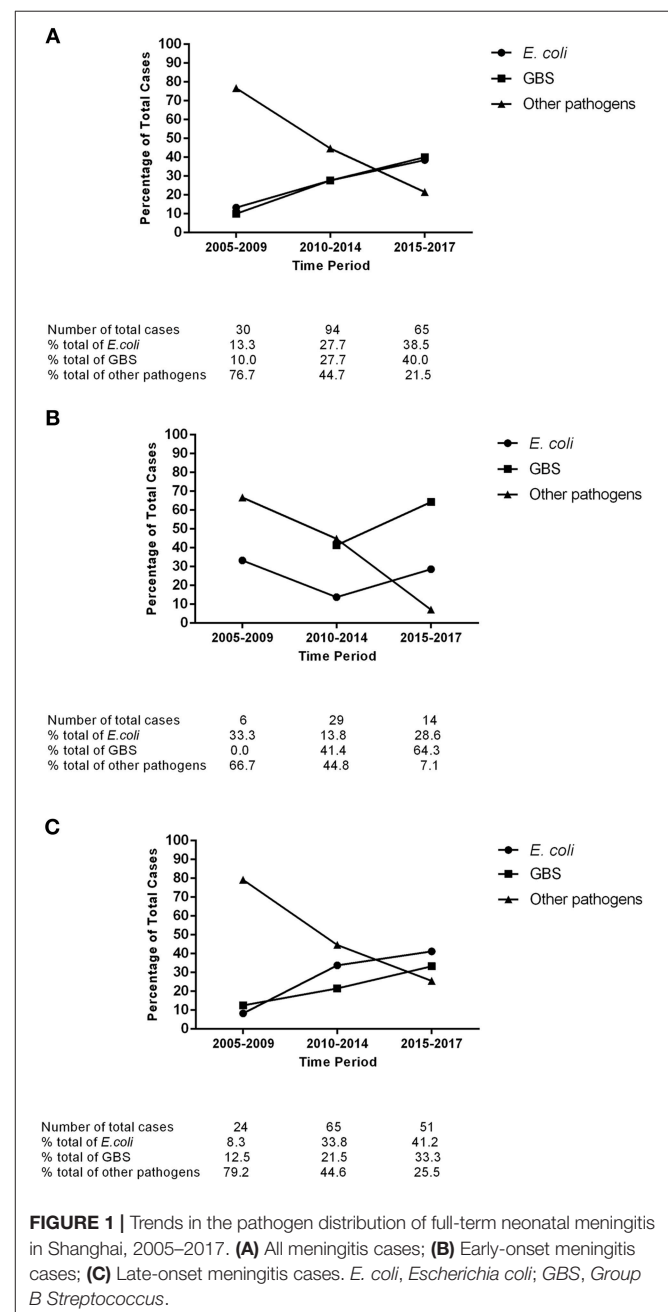 A
Percentage of Total Cases
100
90
80
70
60
50
40
30
20
10
0
2005-2009 2010-2014 2015-2017
Time Period
E. coli
GBS
Other pathogens
Number of total cases 30 94 65
% total of E.coli 13.3 27.7 38.5
% total of GBS 10.0 27.7 40.0
% total of other pathogens 76.7 44.7 21.5
B
Percentage of Total Cases
100
90
80
70
60
50
40
30
20
10
0
2005-2009 2010-2014 2015-2017
Time Period
E. coli
GBS
Other pathogens
Number of total cases 6 29 14
% total of E.coli 33.3 13.8 28.6
% total of GBS 0.0 41.4 64.3
% total of other pathogens 66.7 44.8 7.1
C
Percentage of Total Cases
100
90
80
70
60
50
40
30
20
10
0
2005-2009 2010-2014 2015-2017
Time Period
E. coli
GBS
Other pathogens
Number of total cases 24 65 51
% total of E.coli 8.3 33.8 41.2
% total of GBS 12.5 21.5 33.3
% total of other pathogens 79.2 44.6 25.5
FIGURE 1 | Trends in the pathogen distribution of full-term neonatal meningitis
in Shanghai, 2005–2017. (A) All meningitis cases; (B) Early-onset meningitis
cases; (C) Late-onset meningitis cases. E. coli, Escherichia coli; GBS, Group
B Streptococcus.